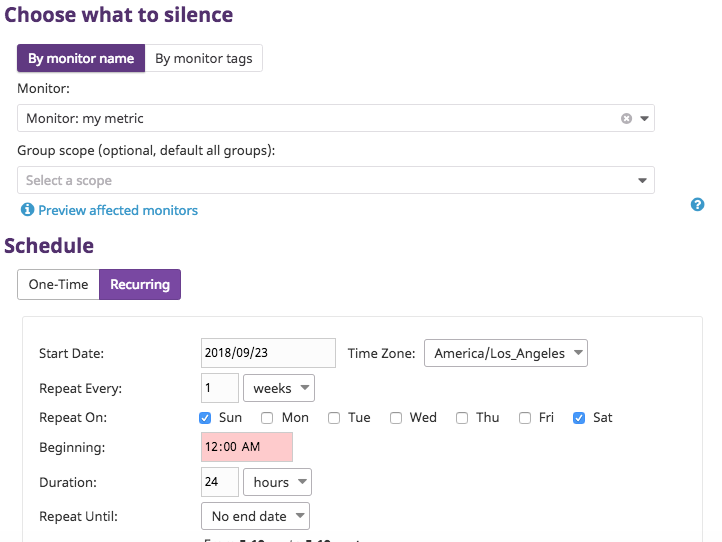 Choose what to silence
By monitor name By monitor tags
Monitor:
Monitor: my metric
Group scope (optional, default all groups):
Select a scope
Preview affected monitors
Schedule
One-Time Recurring
Start Date: 2018/09/23 Time Zone: America/Los_Angeles
Repeat Every: 1 weeks
Repeat On: Sun Mon Tue Wed Thu Fri Sat
Beginning: 12:00 AM
Duration: 24 hours
Repeat Until: No end date